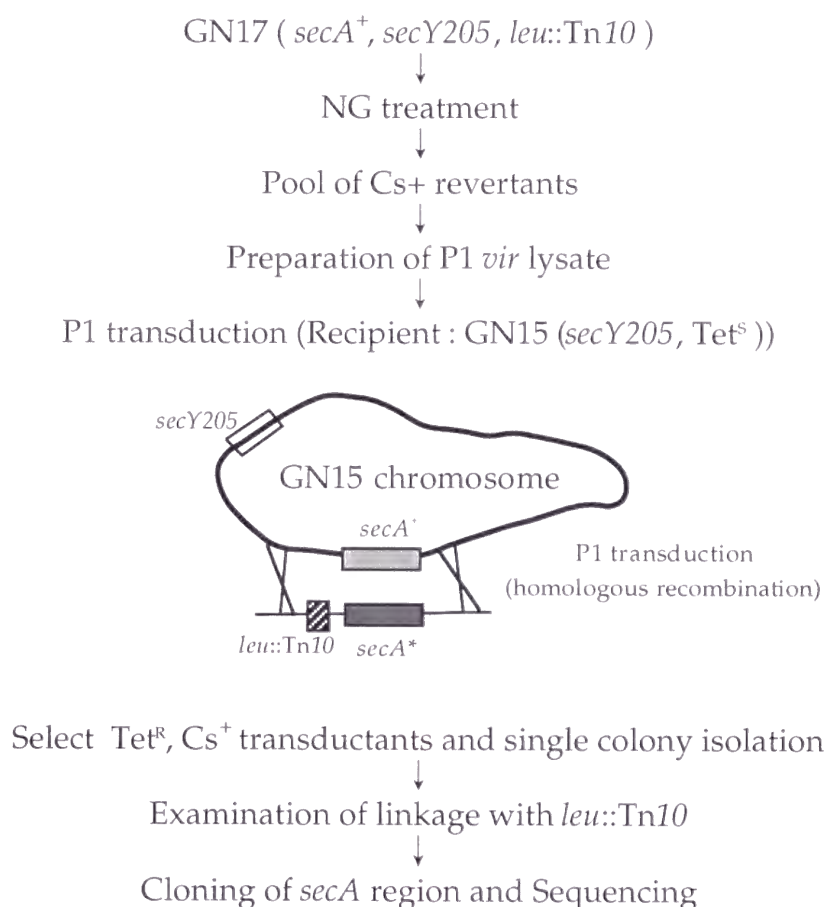 GN17 ( secA⁺, secY205, leu::Tn10 )
NG treatment
Pool of Cs+ revertants
Preparation of P1 vir lysate
P1 transduction (Recipient : GN15 (secY205, Tetˢ ))
secY205
GN15 chromosome
secA⁺
P1 transduction
(homologous recombination)
leu::Tn10
secA*
Select Tetᴿ, Cs⁺ transductants and single colony isolation
Examination of linkage with leu::Tn10
Cloning of secA region and Sequencing